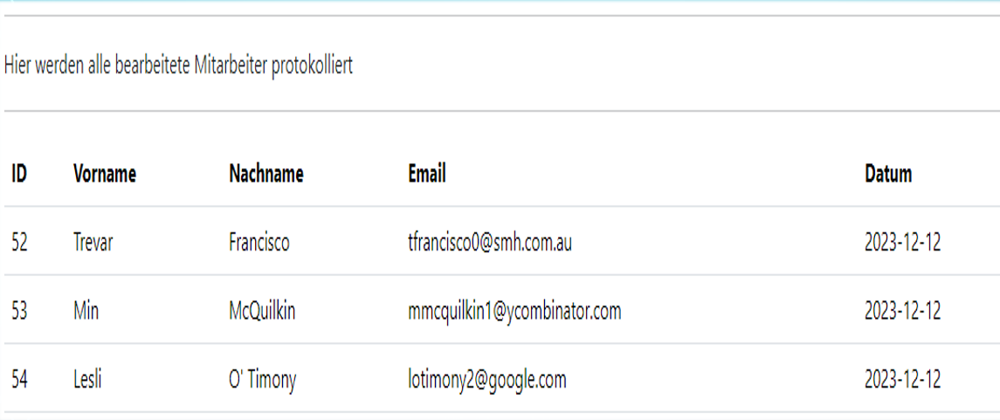 Hier werden alle bearbeitete Mitarbeiter protokolliert
ID Vorname Nachname Email Datum
52 Trevar Francisco tfrancisco0@smh.com.au 2023-12-12
53 Min McQuilkin mmcquilkin1@ycombinator.com 2023-12-12
54 Lesli O' Timony lotimony2@google.com 2023-12-12